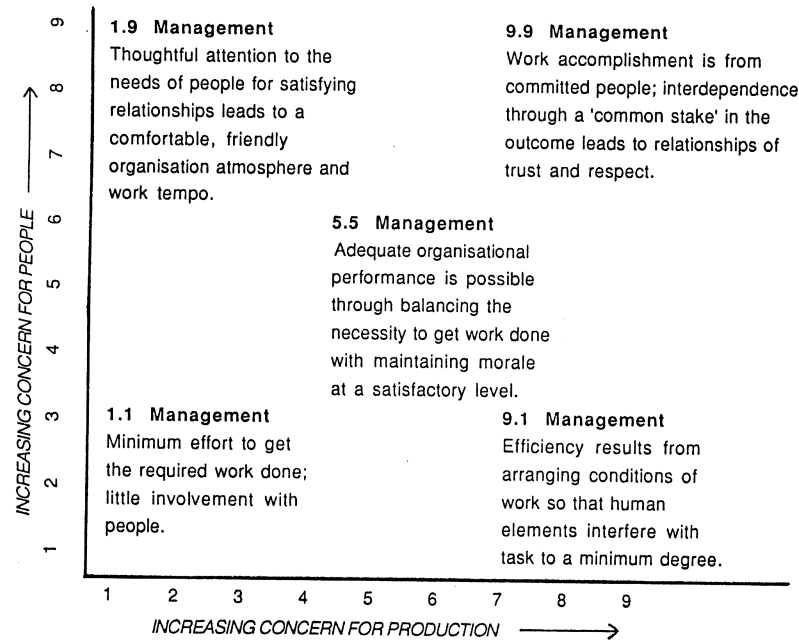 9
8
7
6
5
4
3
2
1
INCREASING CONCERN FOR PEOPLE
1.9 Management
Thoughtful attention to the
needs of people for satisfying
relationships leads to a
comfortable, friendly
organisation atmosphere and
work tempo.
9.9 Management
Work accomplishment is from
committed people; interdependence
through a 'common stake' in the
outcome leads to relationships of
trust and respect.
5.5 Management
Adequate organisational
performance is possible
through balancing the
necessity to get work done
with maintaining morale
at a satisfactory level.
1.1 Management
Minimum effort to get
the required work done;
little involvement with
people.
9.1 Management
Efficiency results from
arranging conditions of
work so that human
elements interfere with
task to a minimum degree.
1 2 3 4 5 6 7 8 9
INCREASING CONCERN FOR PRODUCTION